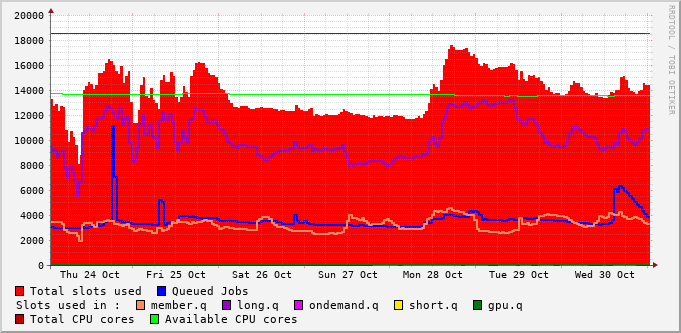 20000
18000
16000
14000
12000
10000
8000
6000
4000
2000
0
Thu 24 Oct Fri 25 Oct Sat 26 Oct Sun 27 Oct Mon 28 Oct Tue 29 Oct Wed 30 Oct
Total slots used Queued Jobs
Slots used in : member.q long.q ondemand.q short.q gpu.q
Total CPU cores Available CPU cores
RRDTOOL / TOBI OETIKER